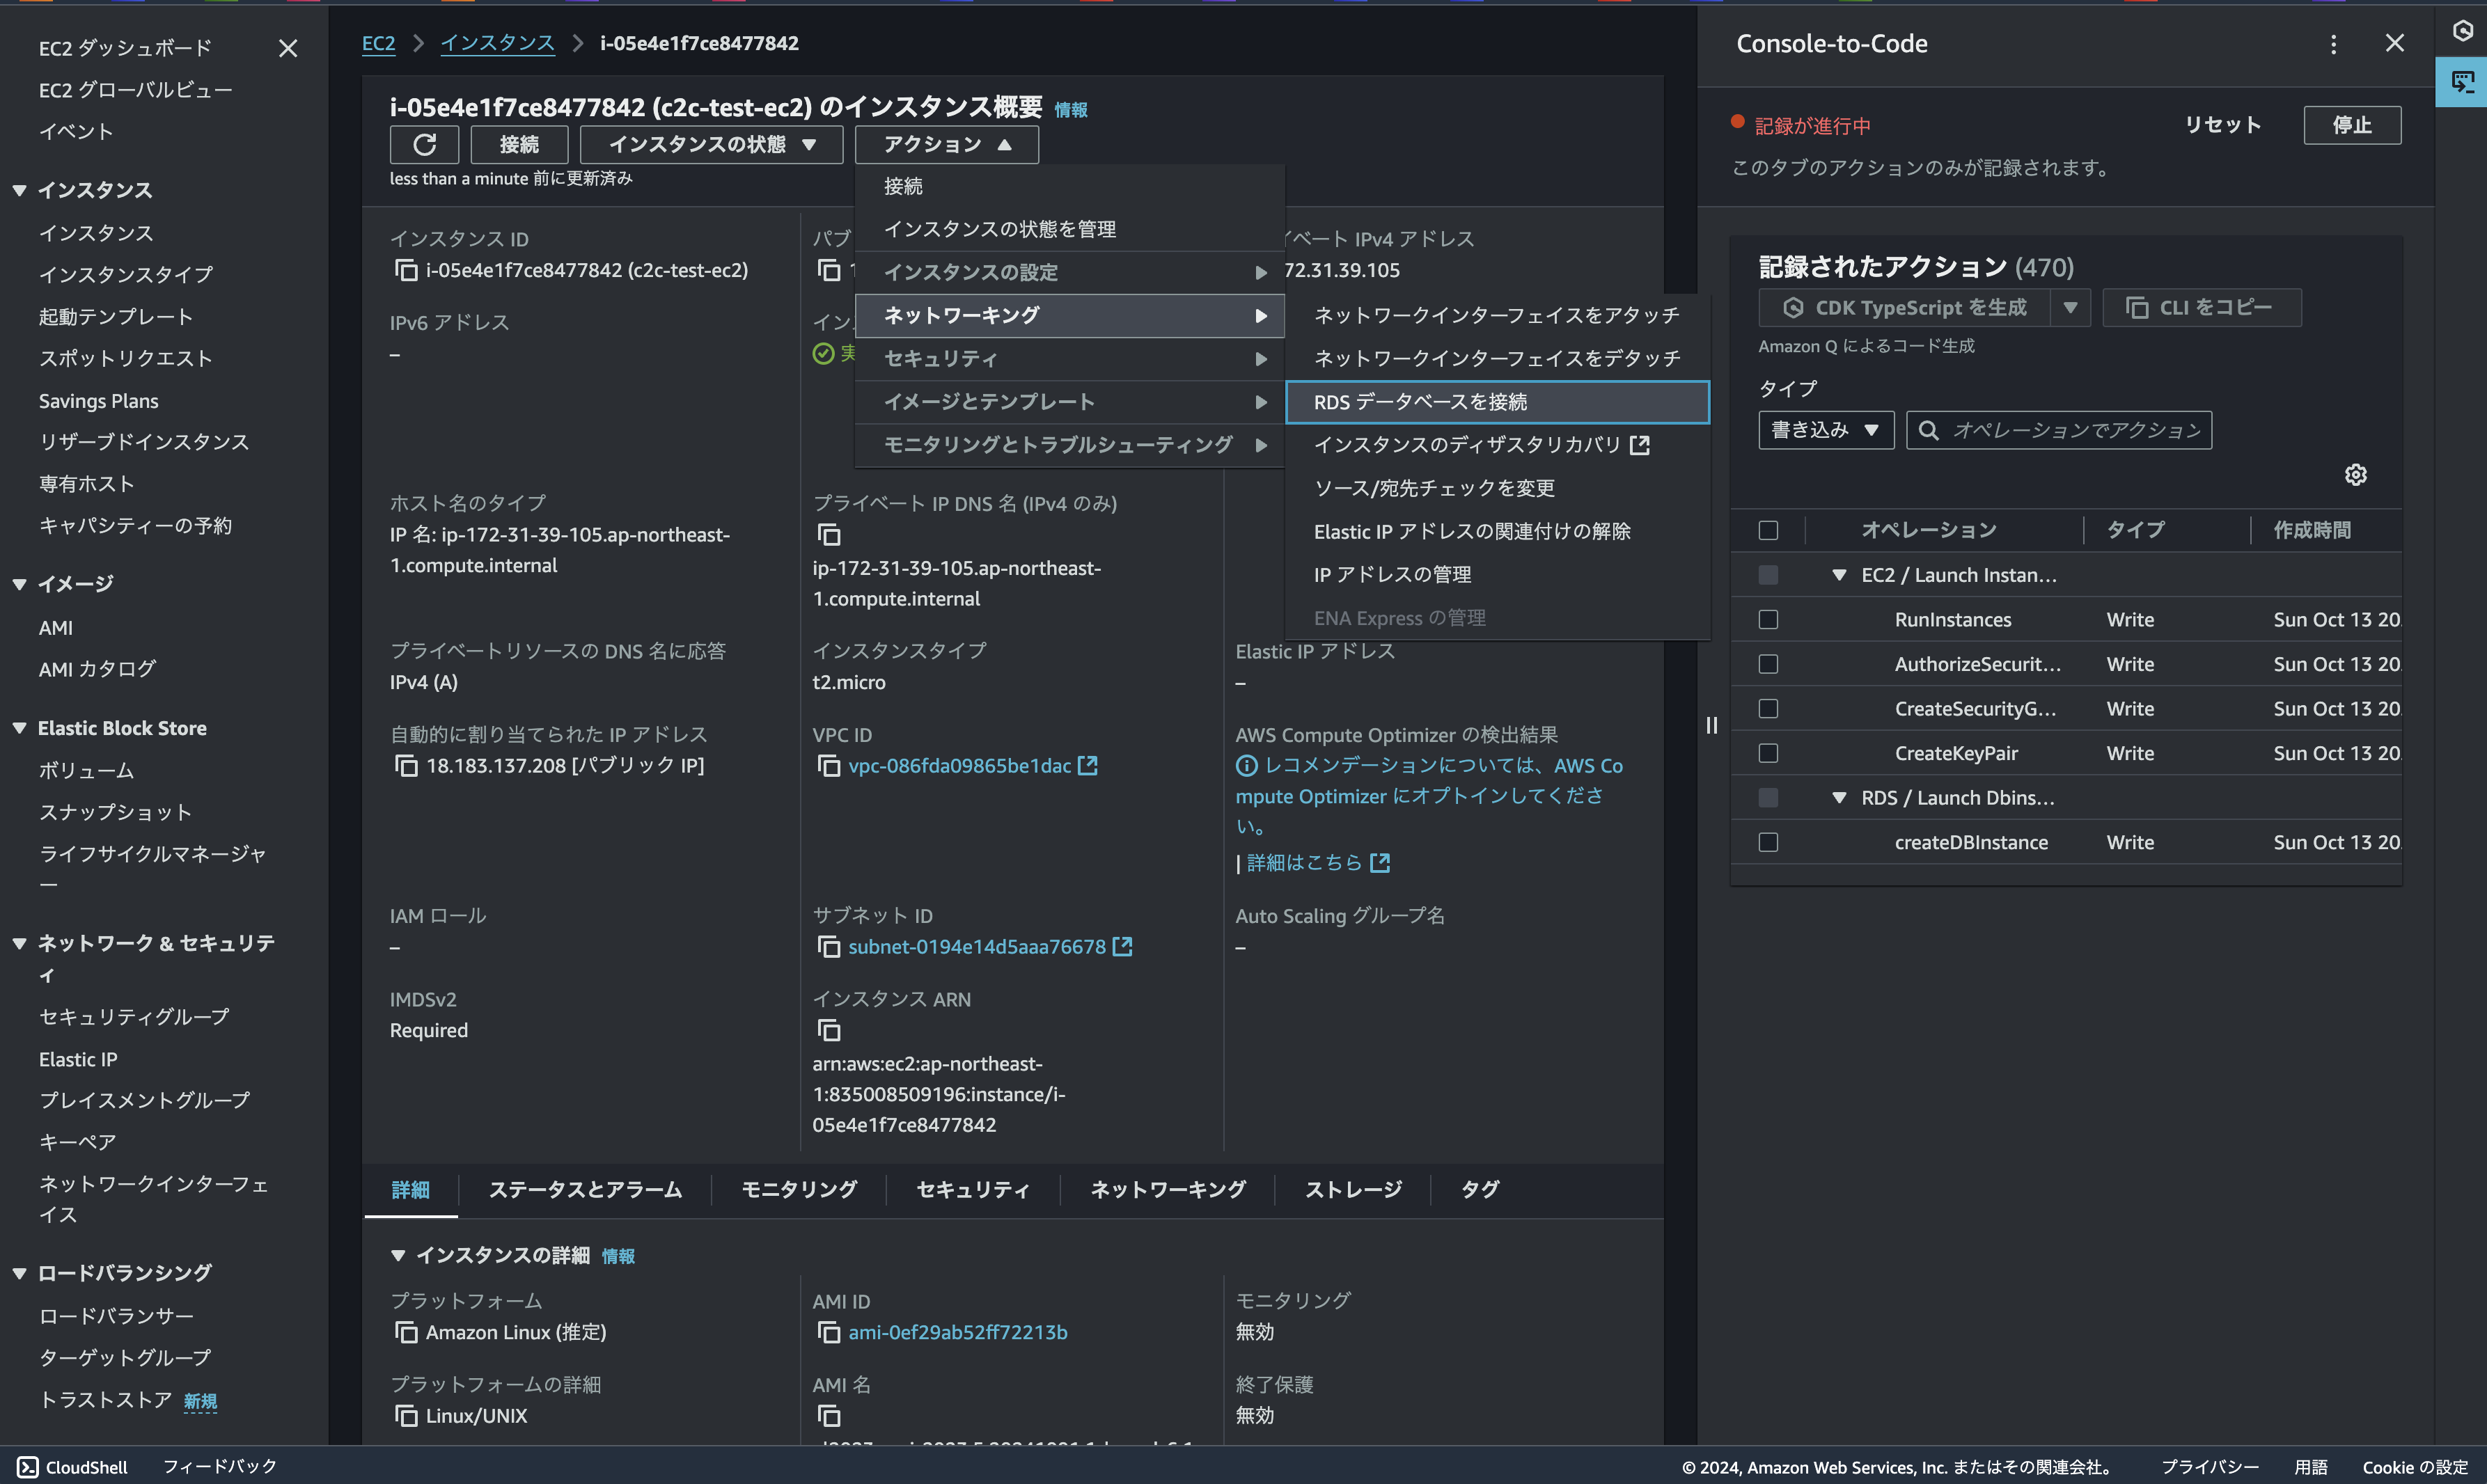 EC2 ダッシュボード
EC2 グローバルビュー
イベント
インスタンス
インスタンス
インスタンスタイプ
起動テンプレート
スポットリクエスト
Savings Plans
リザーブドインスタンス
専有ホスト
キャパシティーの予約
イメージ
AMI
AMI カタログ
Elastic Block Store
ボリューム
スナップショット
ライフサイクルマネージャ
ー
ネットワーク & セキュリテ
ィ
セキュリティグループ
Elastic IP
プレイスメントグループ
キーペア
ネットワークインターフェ
イス
ロードバランシング
ロードバランサー
ターゲットグループ
トラストストア 新規
EC2 インスタンス i-05e4e1f7ce8477842
i-05e4e1f7ce8477842 (c2c-test-ec2) のインスタンス概要 情報
接続 インスタンスの状態 アクション
less than a minute 前に更新済み
接続
インスタンスの状態を管理
インスタンスの設定
ネットワーキング
セキュリティ
イメージとテンプレート
モニタリングとトラブルシューティング
ネットワークインターフェイスをアタッチ
ネットワークインターフェイスをデタッチ
RDS データベースを接続
インスタンスのディザスタリカバリ
ソース/宛先チェックを変更
Elastic IP アドレスの関連付けの解除
IP アドレスの管理
ENA Express の管理
インスタンス ID
i-05e4e1f7ce8477842 (c2c-test-ec2)
パブ
イベート IPv4 アドレス
72.31.39.105
IPv6 アドレス
–
イン
実
ホスト名のタイプ
IP 名: ip-172-31-39-105.ap-northeast-
1.compute.internal
プライベート IP DNS 名 (IPv4 のみ)
ip-172-31-39-105.ap-northeast-
1.compute.internal
プライベートリソースの DNS 名に応答
IPv4 (A)
インスタンスタイプ
t2.micro
Elastic IP アドレス
–
自動的に割り当てられた IP アドレス
18.183.137.208 [パブリック IP]
VPC ID
vpc-086fda09865be1dac
AWS Compute Optimizer の検出結果
レコメンデーションについては、AWS Co
mpute Optimizer にオプトインしてくださ
い。
| 詳細はこちら
IAM ロール
–
サブネット ID
subnet-0194e14d5aaa76678
Auto Scaling グループ名
–
IMDSv2
Required
インスタンス ARN
arn:aws:ec2:ap-northeast-
1:835008509196:instance/i-
05e4e1f7ce8477842
詳細 ステータスとアラーム モニタリング セキュリティ ネットワーキング ストレージ タグ
インスタンスの詳細 情報
プラットフォーム
Amazon Linux (推定)
AMI ID
ami-0ef29ab52ff72213b
モニタリング
無効
プラットフォームの詳細
Linux/UNIX
AMI 名
終了保護
無効
Console-to-Code
記録が進行中 リセット 停止
このタブのアクションのみが記録されます。
記録されたアクション (470)
CDK TypeScript を生成 CLI をコピー
Amazon Q によるコード生成
タイプ
書き込み オペレーションでアクション
オペレーション タイプ 作成時間
EC2 / Launch Instan...
RunInstances Write Sun Oct 13 20
AuthorizeSecurit... Write Sun Oct 13 20
CreateSecurityG... Write Sun Oct 13 20
CreateKeyPair Write Sun Oct 13 20
RDS / Launch Dbins...
createDBInstance Write Sun Oct 13 20
CloudShell フィードバック © 2024, Amazon Web Services, Inc. またはその関連会社。 プライバシー 用語 Cookie の設定